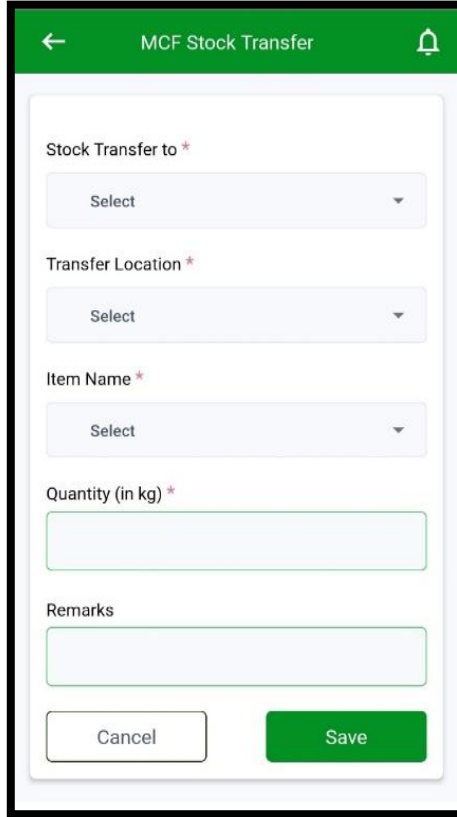 MCF Stock Transfer
Stock Transfer to *
Select
Transfer Location *
Select
Item Name *
Select
Quantity (in kg) *
Remarks
Cancel Save